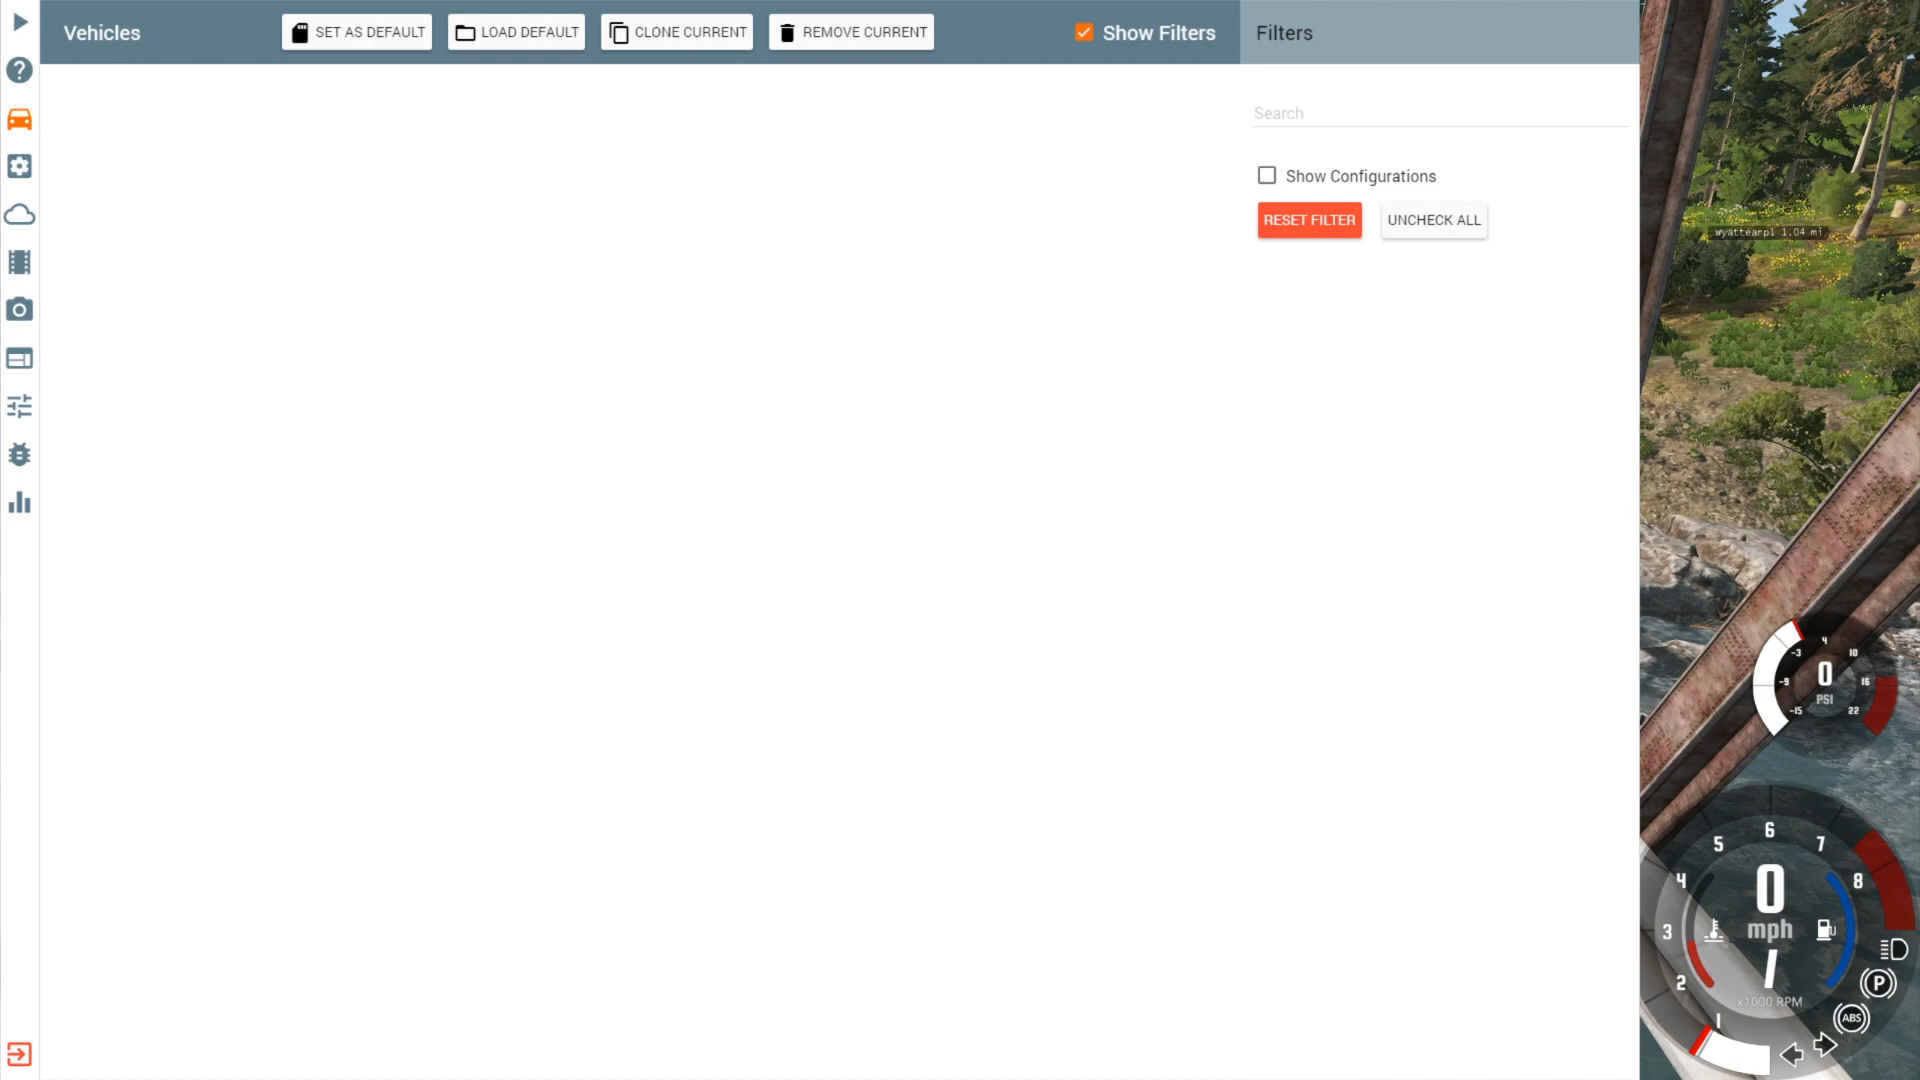 Vehicles
SET AS DEFAULT
LOAD DEFAULT
CLONE CURRENT
REMOVE CURRENT
Show Filters
Filters
Search
Show Configurations
RESET FILTER
UNCHECK ALL
wyattearp1 1.04 mi
4
-3
10
0
-9
16
PSI
-15
22
6
5
7
4
8
0
mph
3
2
1
x1000 RPM
P
ABS
1